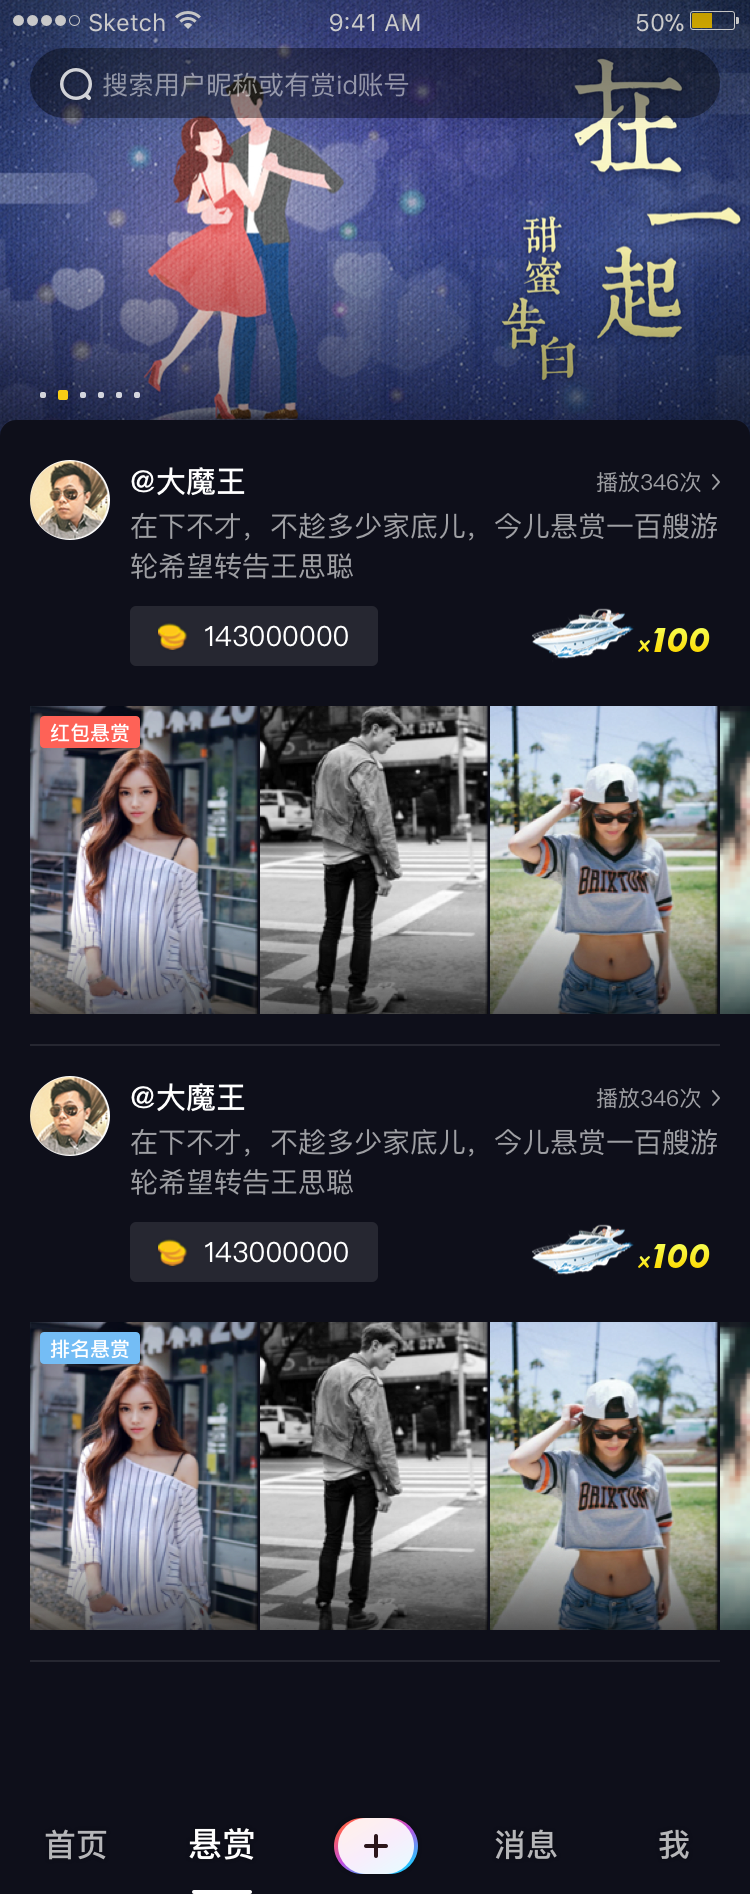 Sketch 9:41 AM 50%
搜索用户昵称或有赏id账号
在一起
甜蜜告白
@大魔王 播放346次
在下不才，不趁多少家底儿，今儿悬赏一百艘游
轮希望转告王思聪
143000000 ×100
红包悬赏
BRIXTON
@大魔王 播放346次
在下不才，不趁多少家底儿，今儿悬赏一百艘游
轮希望转告王思聪
143000000 ×100
排名悬赏
BRIXTON
首页 悬赏 + 消息 我